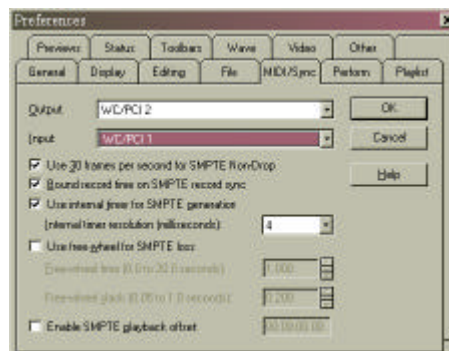 Preferences
Previews Status Toolbars Wave Video Other
General Display Editing File MIDI/Sync Perform Playlist
Output: WC/PCI 2 OK
Input: WC/PCI 1 Cancel
Use 30 frames per second for SMPTE Non-Drop Help
Round record times on SMPTE record sync
Use internal timer for SMPTE generation
Internal timer resolution (milliseconds): 4
Use free-wheel for SMPTE loss
Free-wheel time (0.0 to 20.0 seconds): 1.000
Free-wheel slack (0.05 to 1.0 seconds): 0.200
Enable SMPTE playback offset: 00:00:00.00